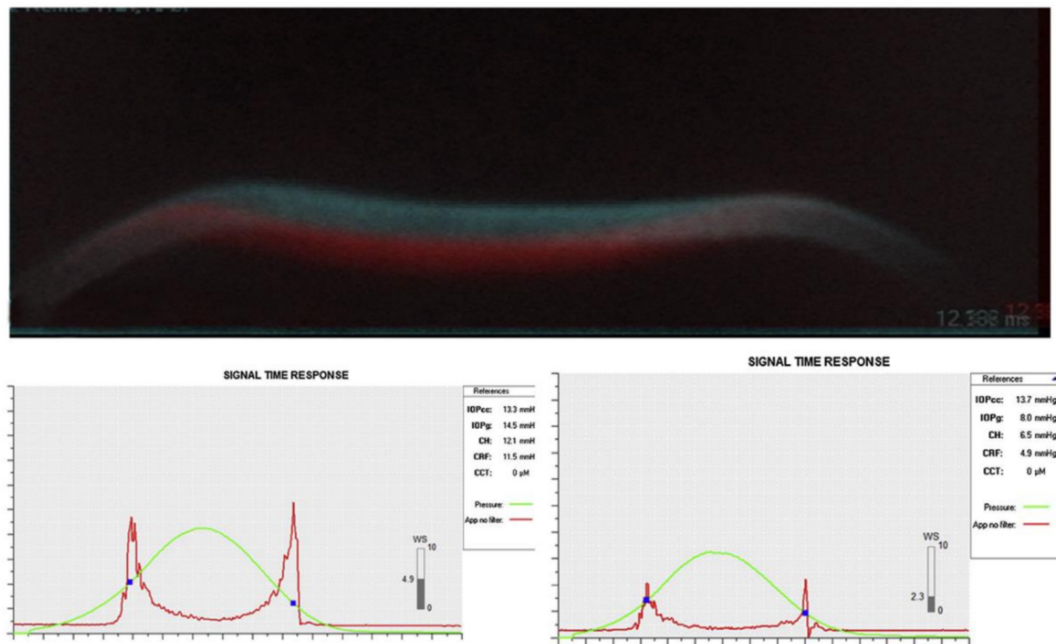 SIGNAL TIME RESPONSE
References
IOPcc: 13.3 mmH
IOPg: 14.5 mmH
CH: 12.1 mmH
CRF: 11.5 mmH
CCT: 0 µM
Pressure:
App no filter:
WS
10
4.9
0
SIGNAL TIME RESPONSE
References
IOPcc: 13.7 mmHg
IOPg: 8.0 mmHg
CH: 6.5 mmHg
CRF: 4.9 mmHg
CCT: 0 µM
Pressure:
App no filter:
WS
10
2.3
0